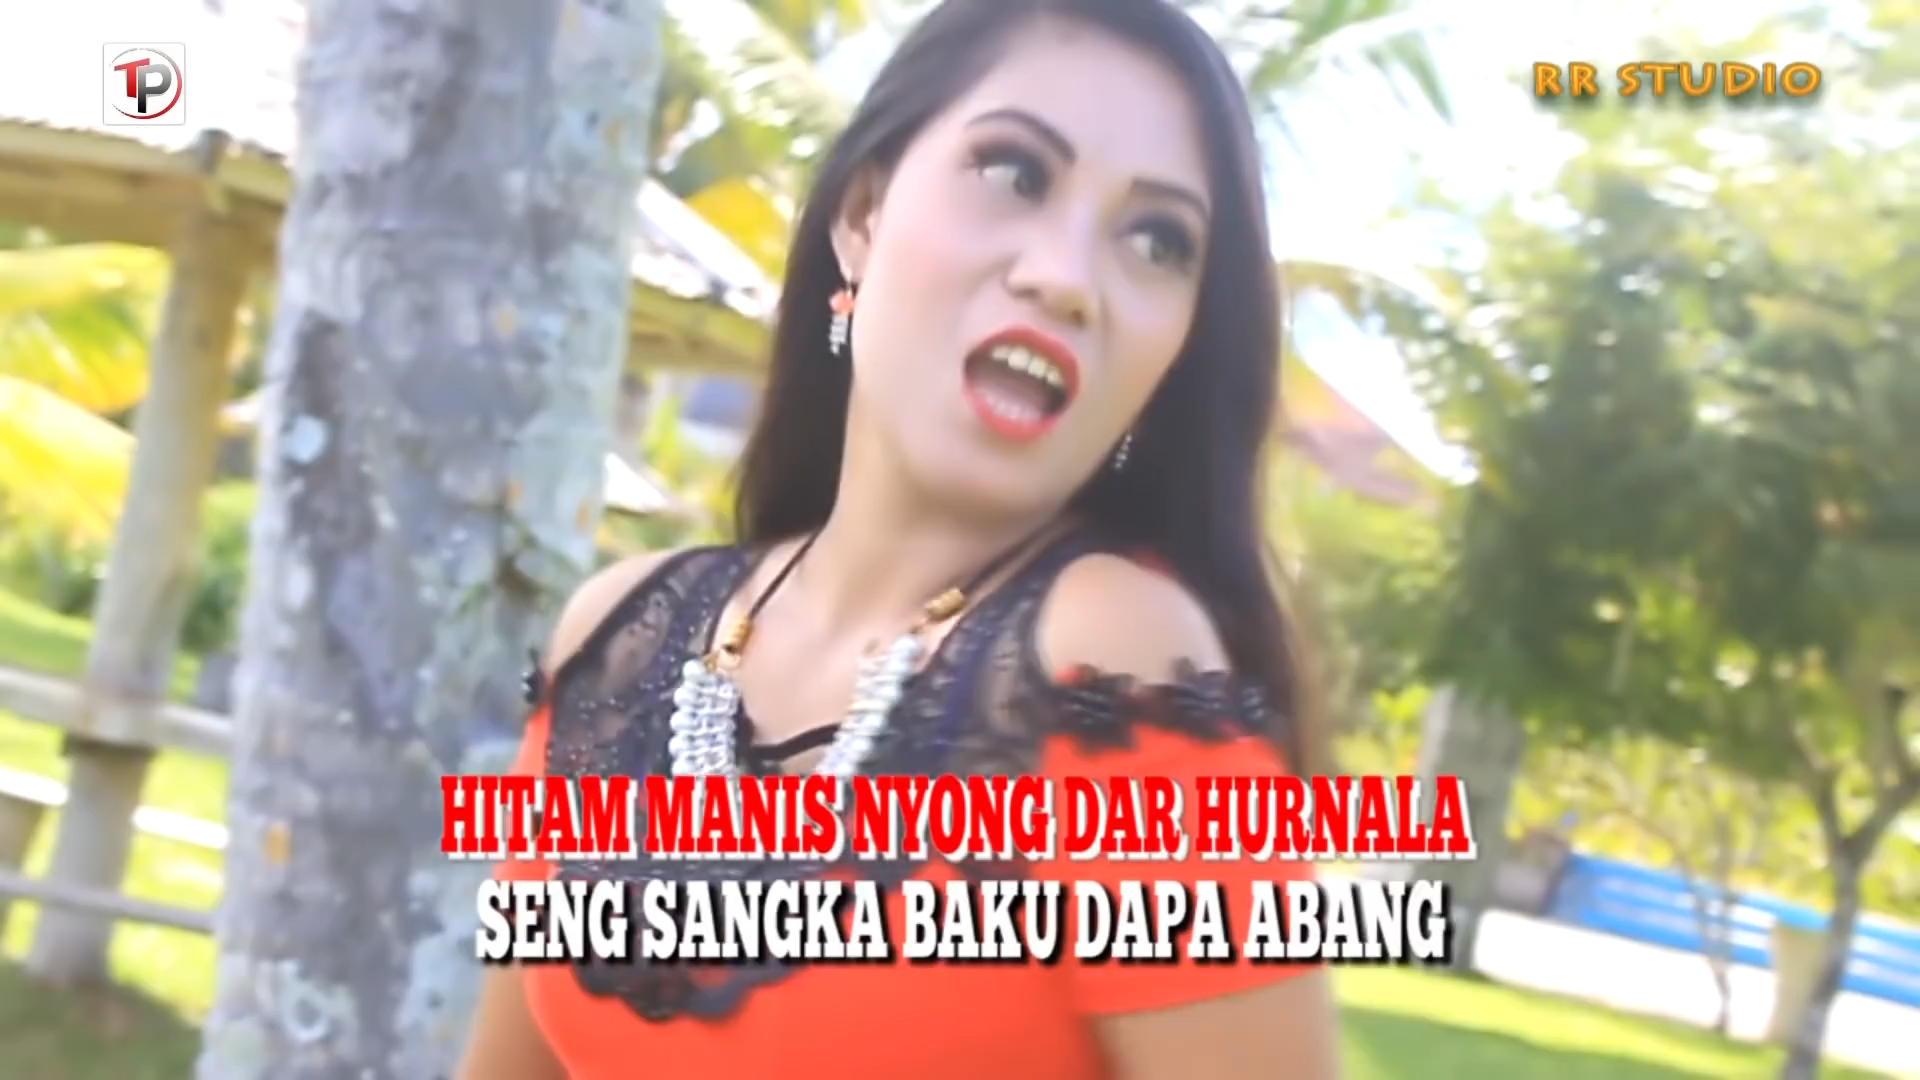 TP
RR STUDIO
HITAM MANIS NYONG DAR HURNALA
SENG SANGKA BAKU DAPA ABANG